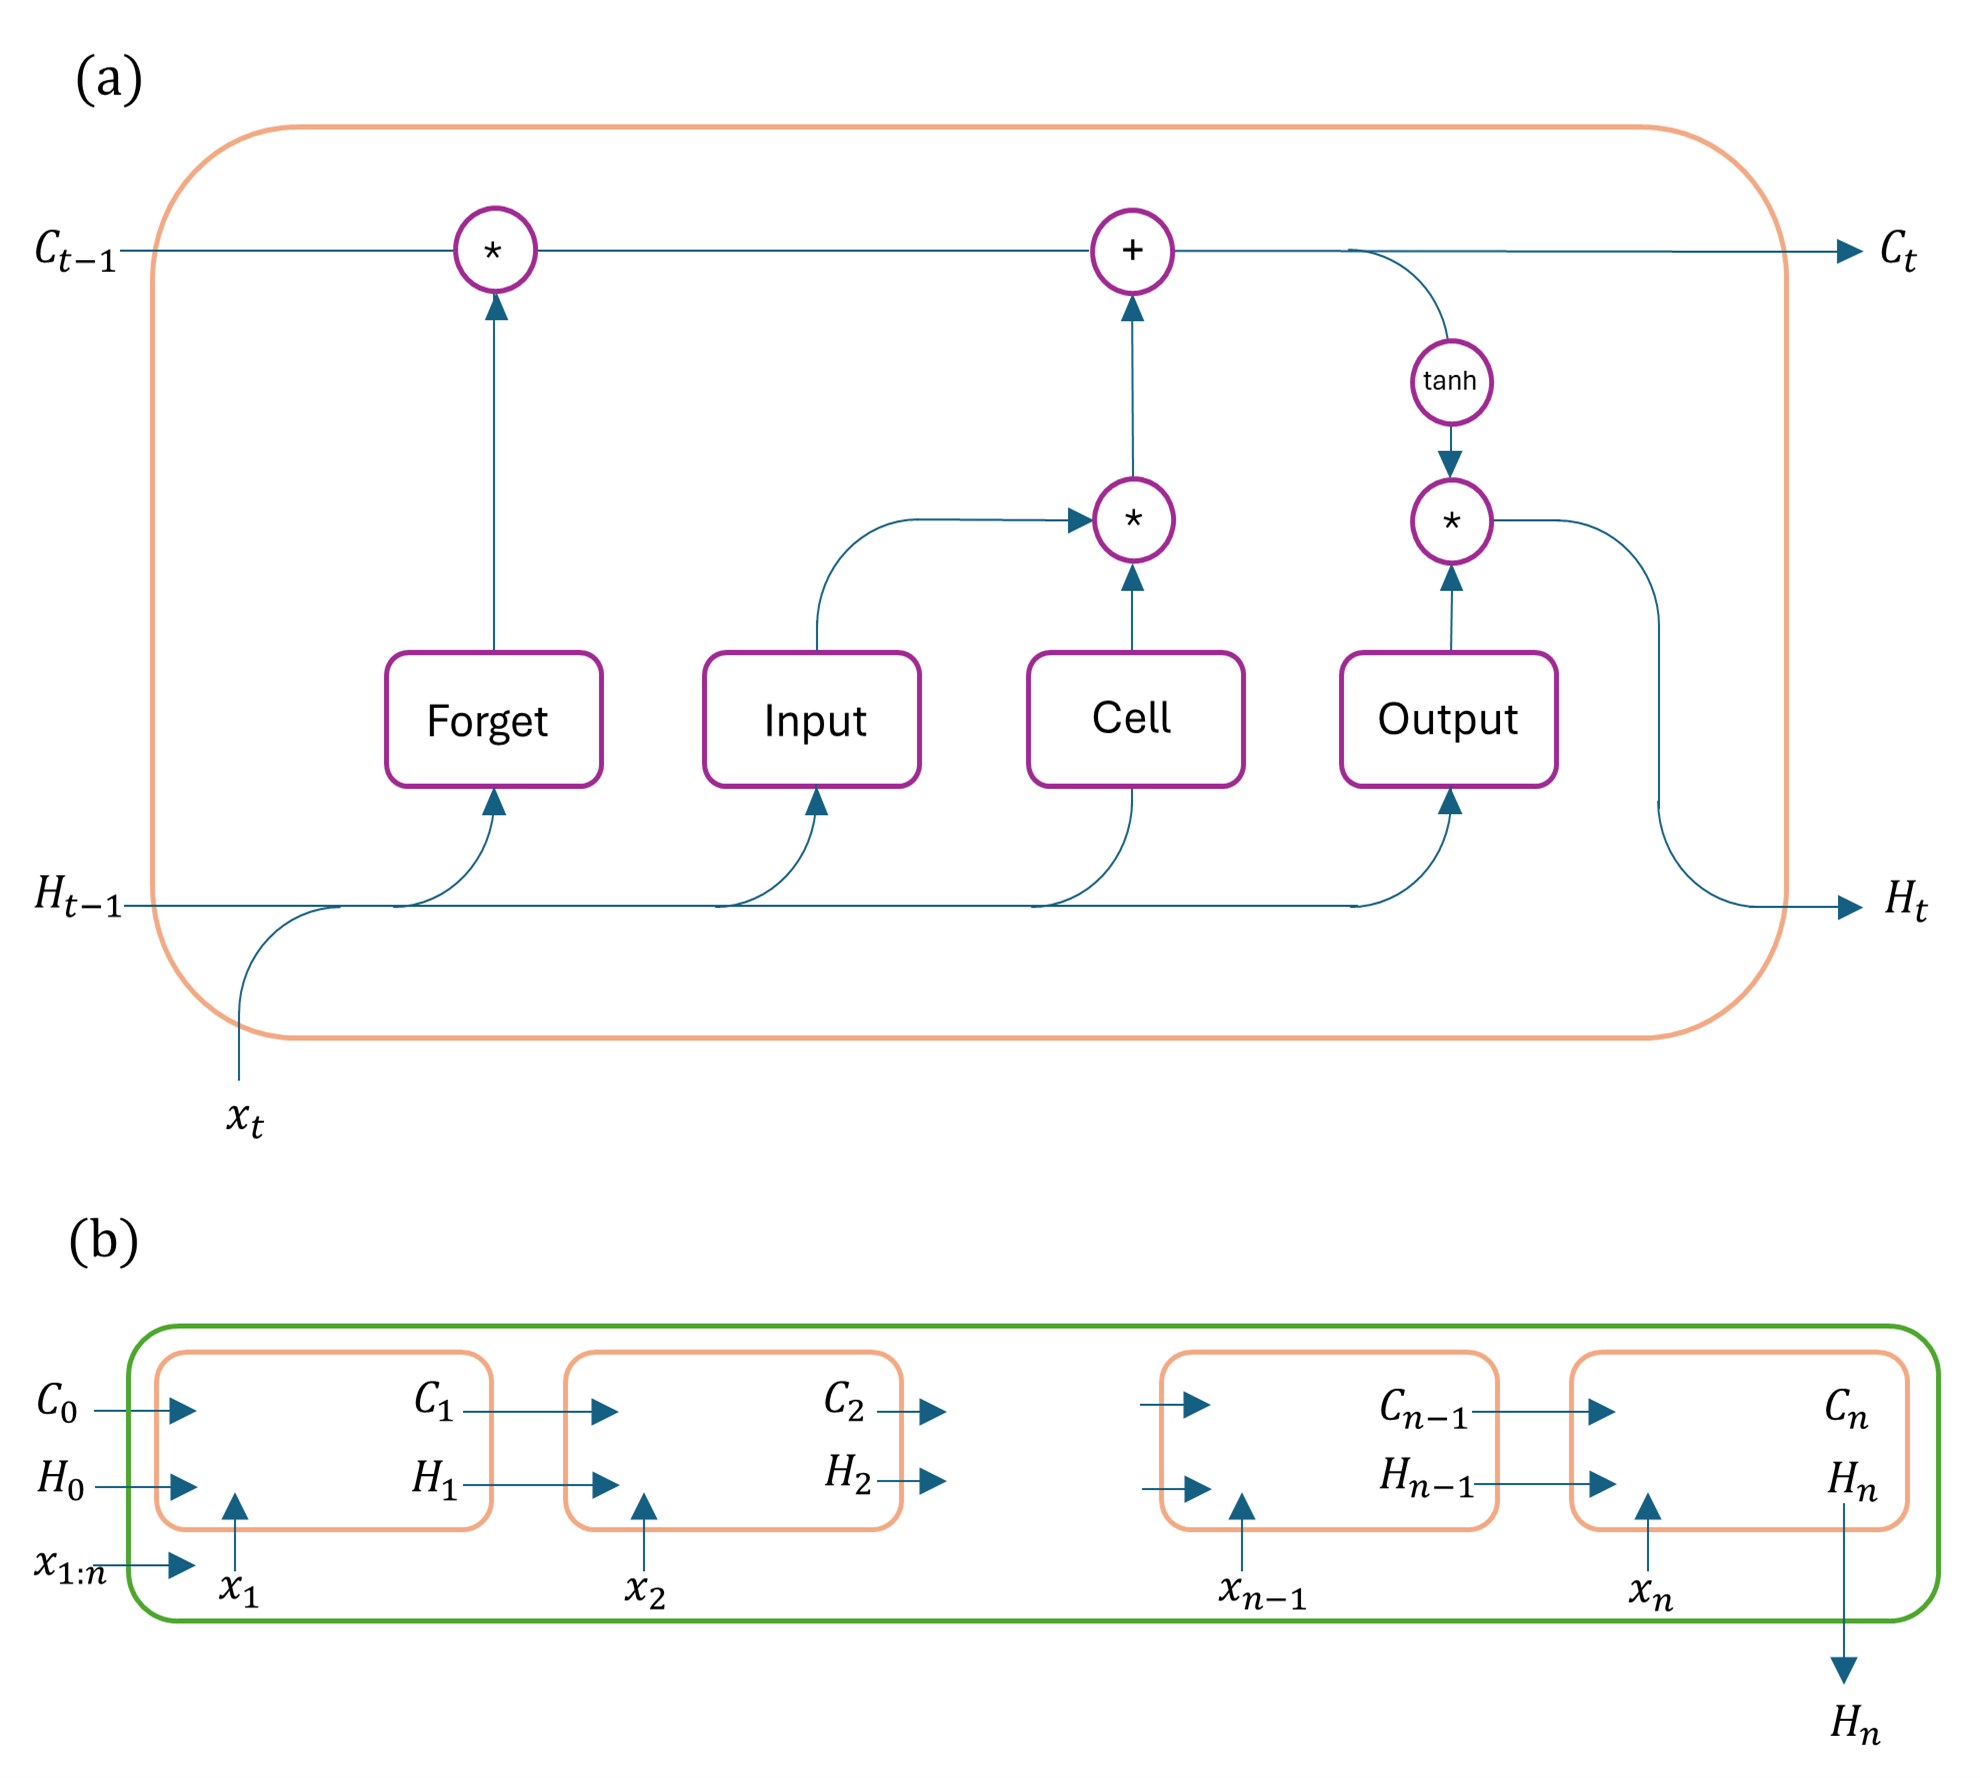 (a)
C_{t-1} * + C_t
tanh
* *
Forget Input Cell Output
H_{t-1} H_t
x_t
(b)
C_0 C_1 C_2 C_{n-1} C_n
H_0 H_1 H_2 H_{n-1} H_n
x_{1:n} x_1 x_2 x_{n-1} x_n
H_n